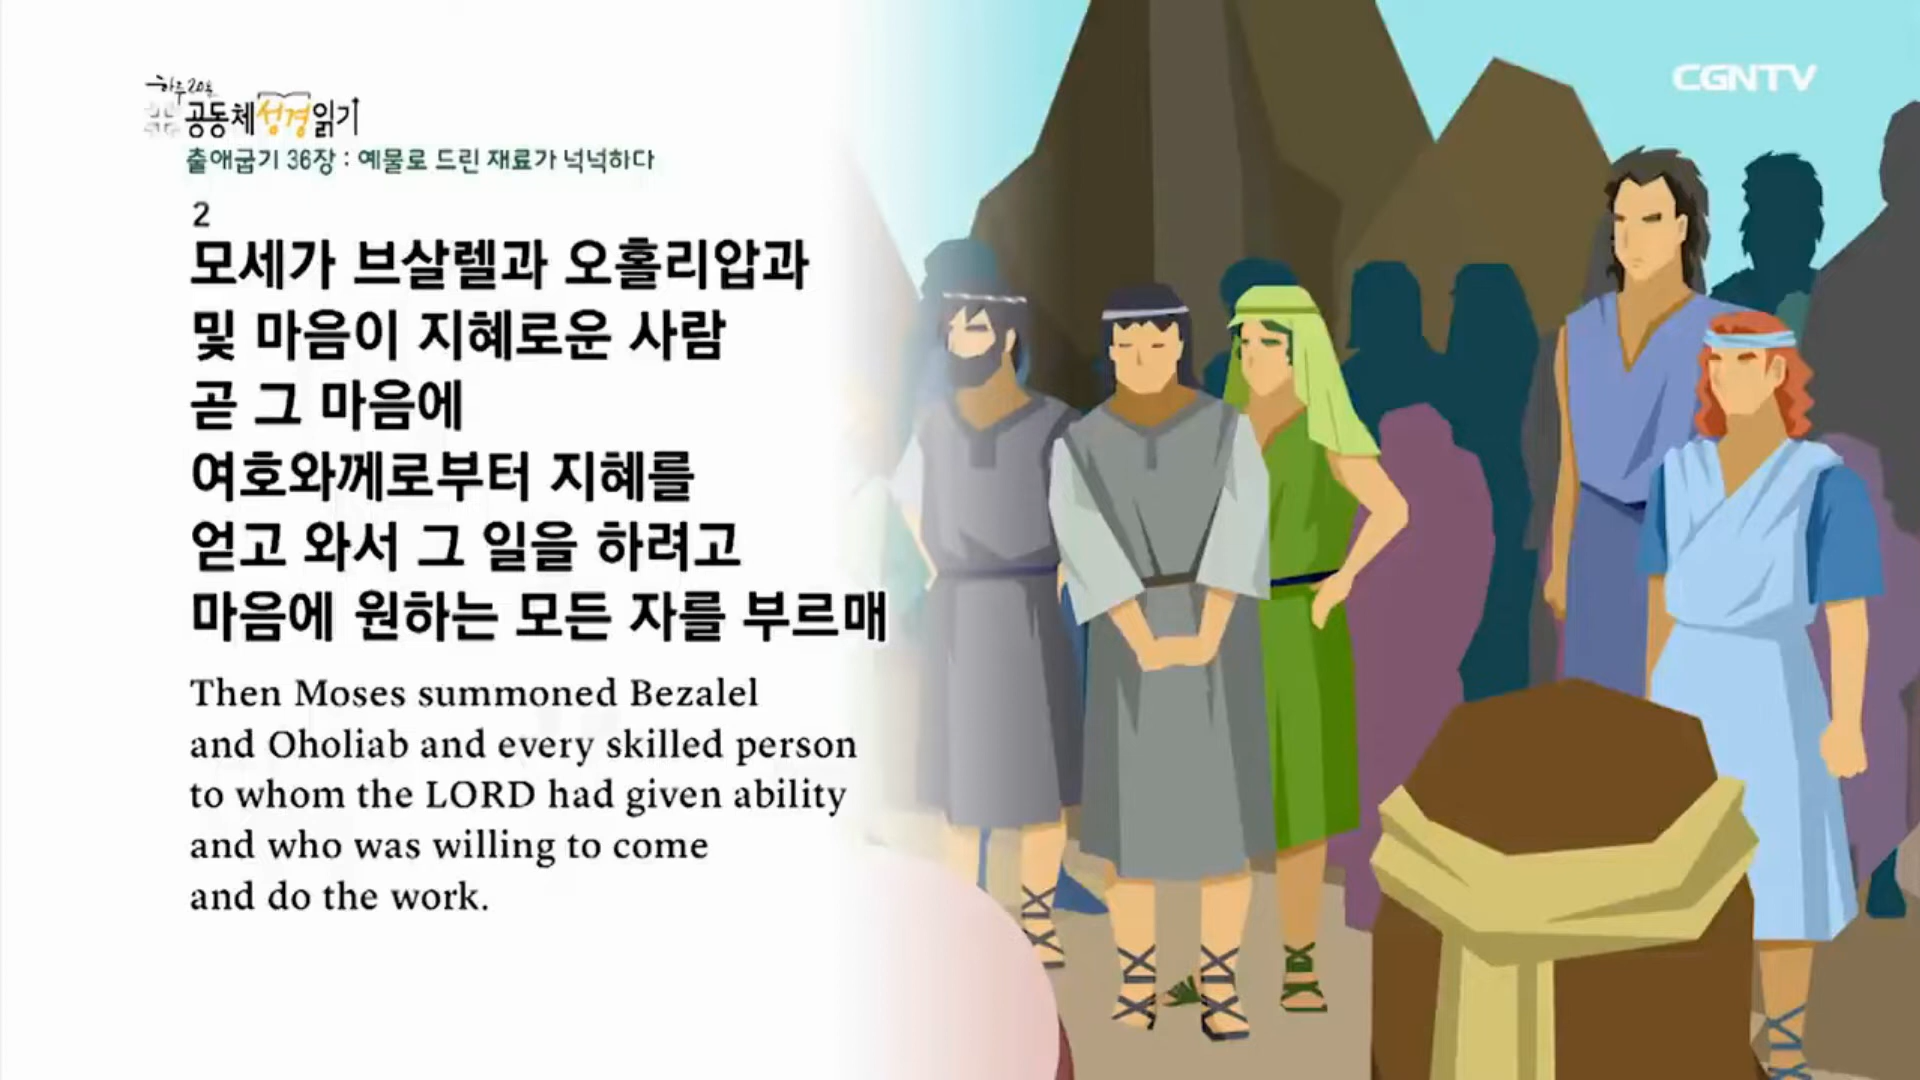 하루 20분
공동체성경읽기
CGNTV
출애굽기 36장 : 예물로 드린 재료가 넉넉하다
2
모세가 브살렐과 오홀리압과
및 마음이 지혜로운 사람
곧 그 마음에
여호와께로부터 지혜를
얻고 와서 그 일을 하려고
마음에 원하는 모든 자를 부르매
Then Moses summoned Bezalel
and Oholiab and every skilled person
to whom the LORD had given ability
and who was willing to come
and do the work.